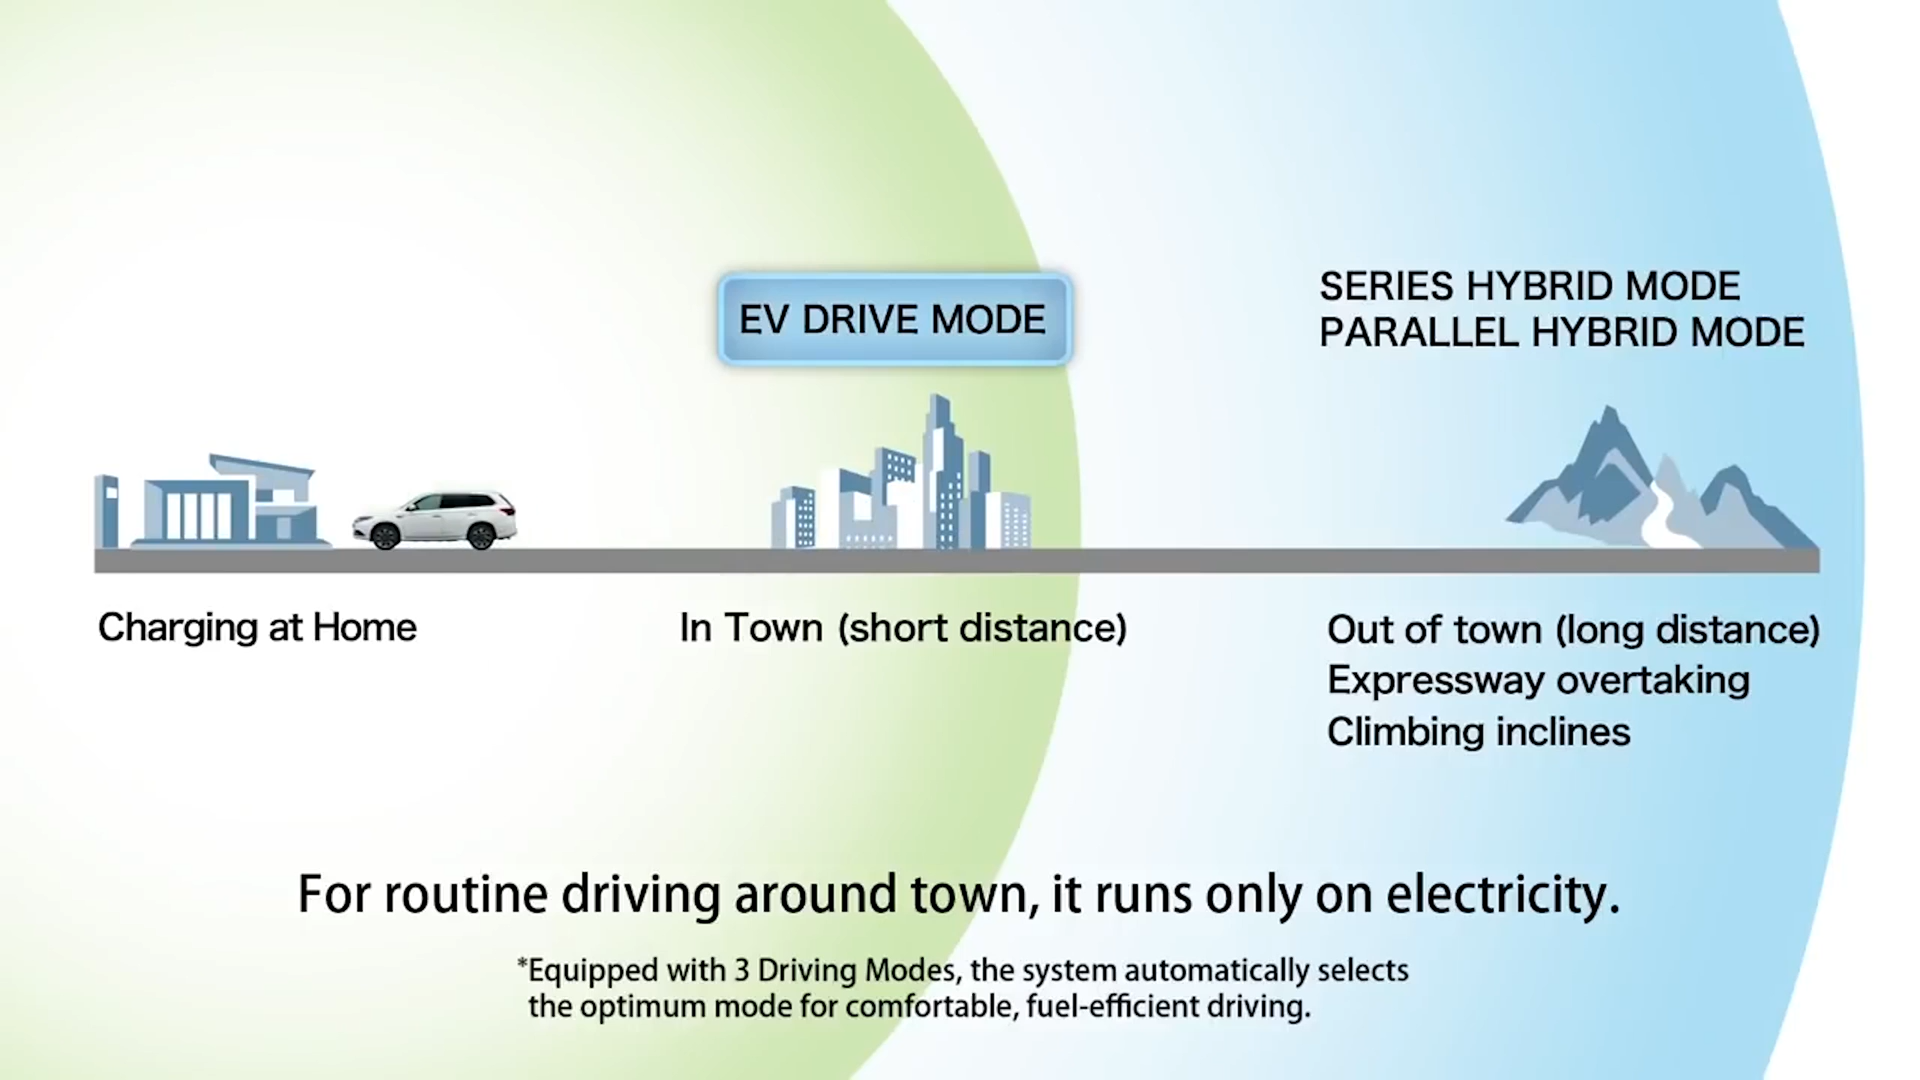 EV DRIVE MODE
SERIES HYBRID MODE
PARALLEL HYBRID MODE
Charging at Home
In Town (short distance)
Out of town (long distance)
Expressway overtaking
Climbing inclines
For routine driving around town, it runs only on electricity.
*Equipped with 3 Driving Modes, the system automatically selects
the optimum mode for comfortable, fuel-efficient driving.